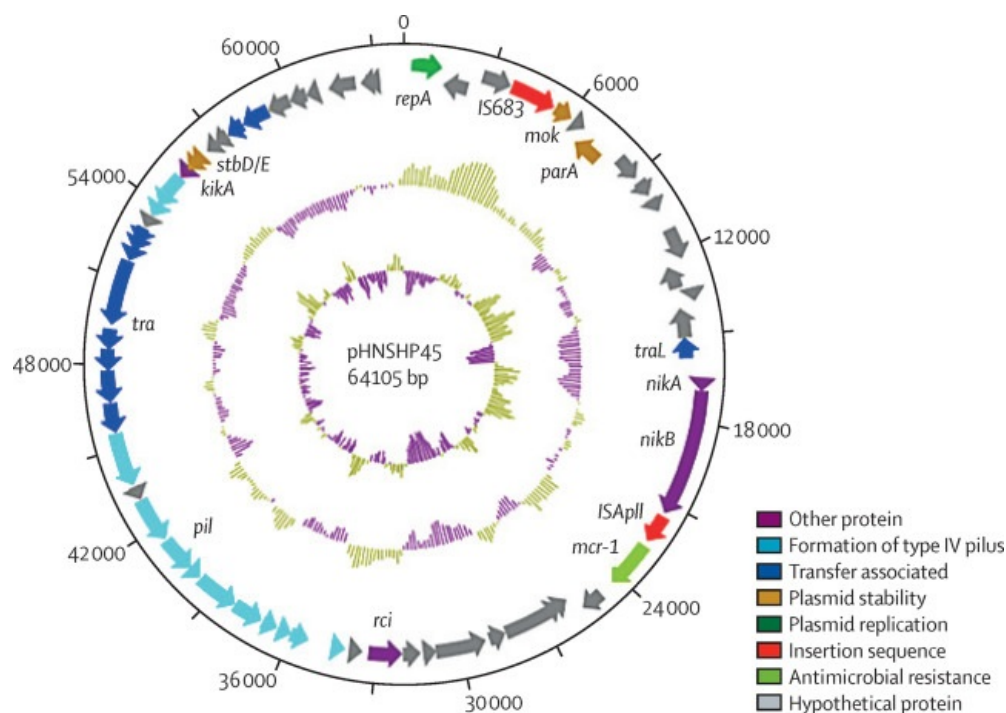 0
60000
6000
repA
IS683
mok
parA
stbD/E
kikA
54000
12000
tra
traL
pHNSHP45
64105 bp
48000
nikA
nikB
18000
ISApII
mcr-1
pil
42000
24000
rci
36000
30000
Other protein
Formation of type IV pilus
Transfer associated
Plasmid stability
Plasmid replication
Insertion sequence
Antimicrobial resistance
Hypothetical protein